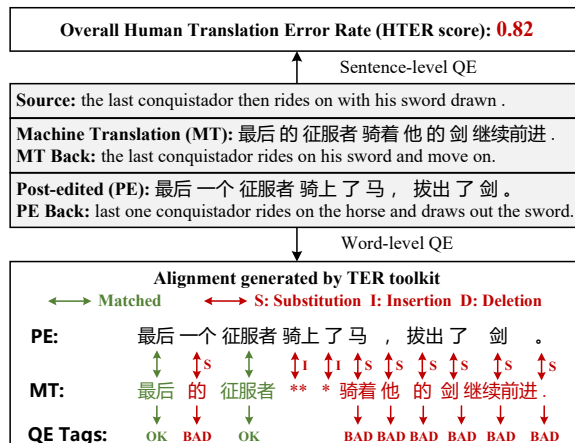 Overall Human Translation Error Rate (HTER score): 0.82
Sentence-level QE
Source: the last conquistador then rides on with his sword drawn .
Machine Translation (MT): 最后 的 征服者 骑着 他 的 剑 继续前进 .
MT Back: the last conquistador rides on his sword and move on.
Post-edited (PE): 最后 一个 征服者 骑上 了 马 ， 拔出 了 剑 。
PE Back: last one conquistador rides on the horse and draws out the sword.
Word-level QE
Alignment generated by TER toolkit
Matched S: Substitution I: Insertion D: Deletion
PE: 最后 一个 征服者 骑上 了 马 ， 拔出 了 剑 。
S I I S S S S S S
MT: 最后 的 征服者 ** * 骑着 他 的 剑 继续前进 .
QE Tags: OK BAD OK BAD BAD BAD BAD BAD BAD